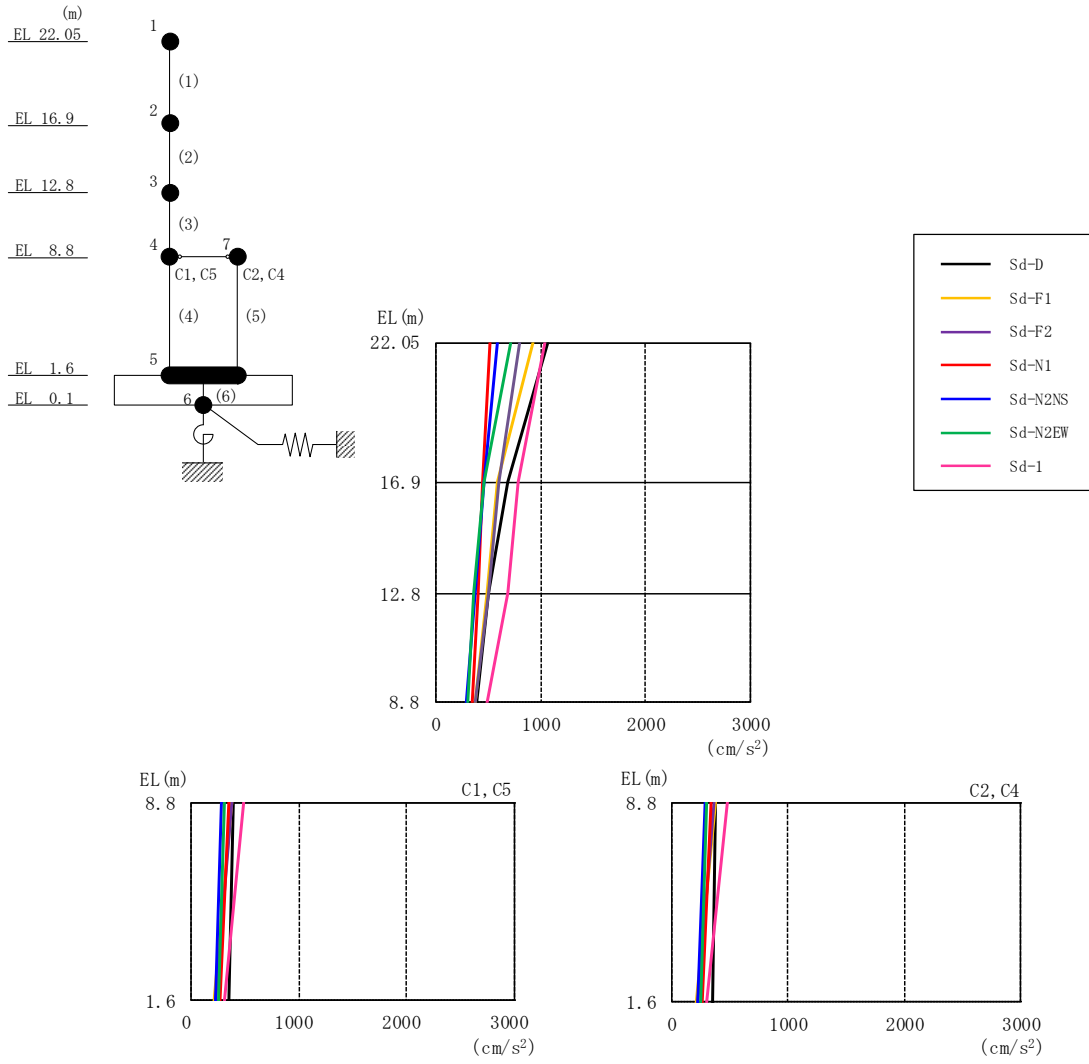 (m)
EL 22.05
1
(1)
EL 16.9
2
(2)
EL 12.8
3
(3)
EL 8.8
4
7
C1, C5
C2, C4
(4)
(5)
EL 1.6
5
EL 0.1
6
(6)
Sd-D
Sd-F1
Sd-F2
Sd-N1
Sd-N2NS
Sd-N2EW
Sd-1
EL(m)
22.05
16.9
12.8
8.8
0 1000 2000 3000
(cm/s²)
EL(m)
C1, C5
8.8
1.6
0 1000 2000 3000
(cm/s²)
EL(m)
C2, C4
8.8
1.6
0 1000 2000 3000
(cm/s²)